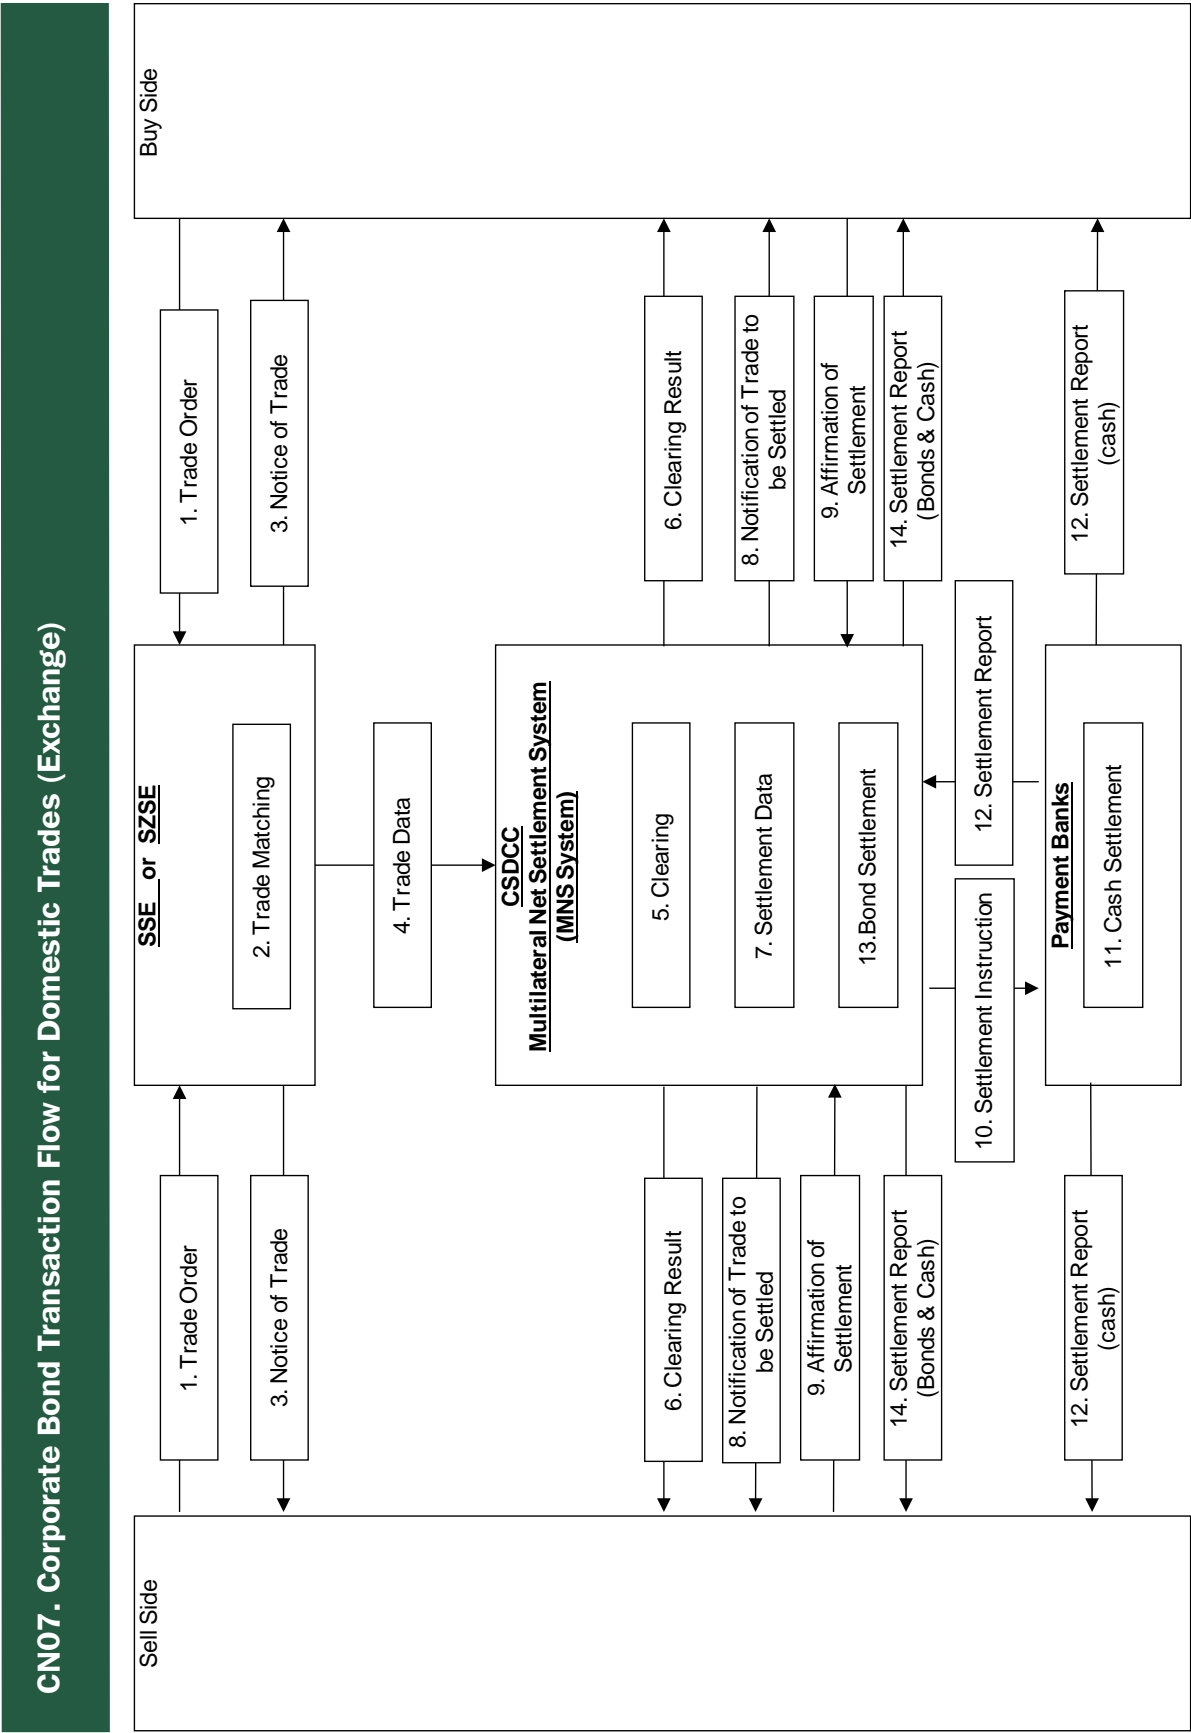 CN07. Corporate Bond Transaction Flow for Domestic Trades (Exchange)
Sell Side
Buy Side
SSE or SZSE
1. Trade Order
1. Trade Order
2. Trade Matching
3. Notice of Trade
3. Notice of Trade
4. Trade Data
CSDCC
Multilateral Net Settlement System
(MNS System)
5. Clearing
6. Clearing Result
6. Clearing Result
7. Settlement Data
8. Notification of Trade to
be Settled
8. Notification of Trade to
be Settled
9. Affirmation of
Settlement
9. Affirmation of
Settlement
13.Bond Settlement
14. Settlement Report
(Bonds & Cash)
14. Settlement Report
(Bonds & Cash)
10. Settlement Instruction
12. Settlement Report
Payment Banks
11. Cash Settlement
12. Settlement Report
(cash)
12. Settlement Report
(cash)